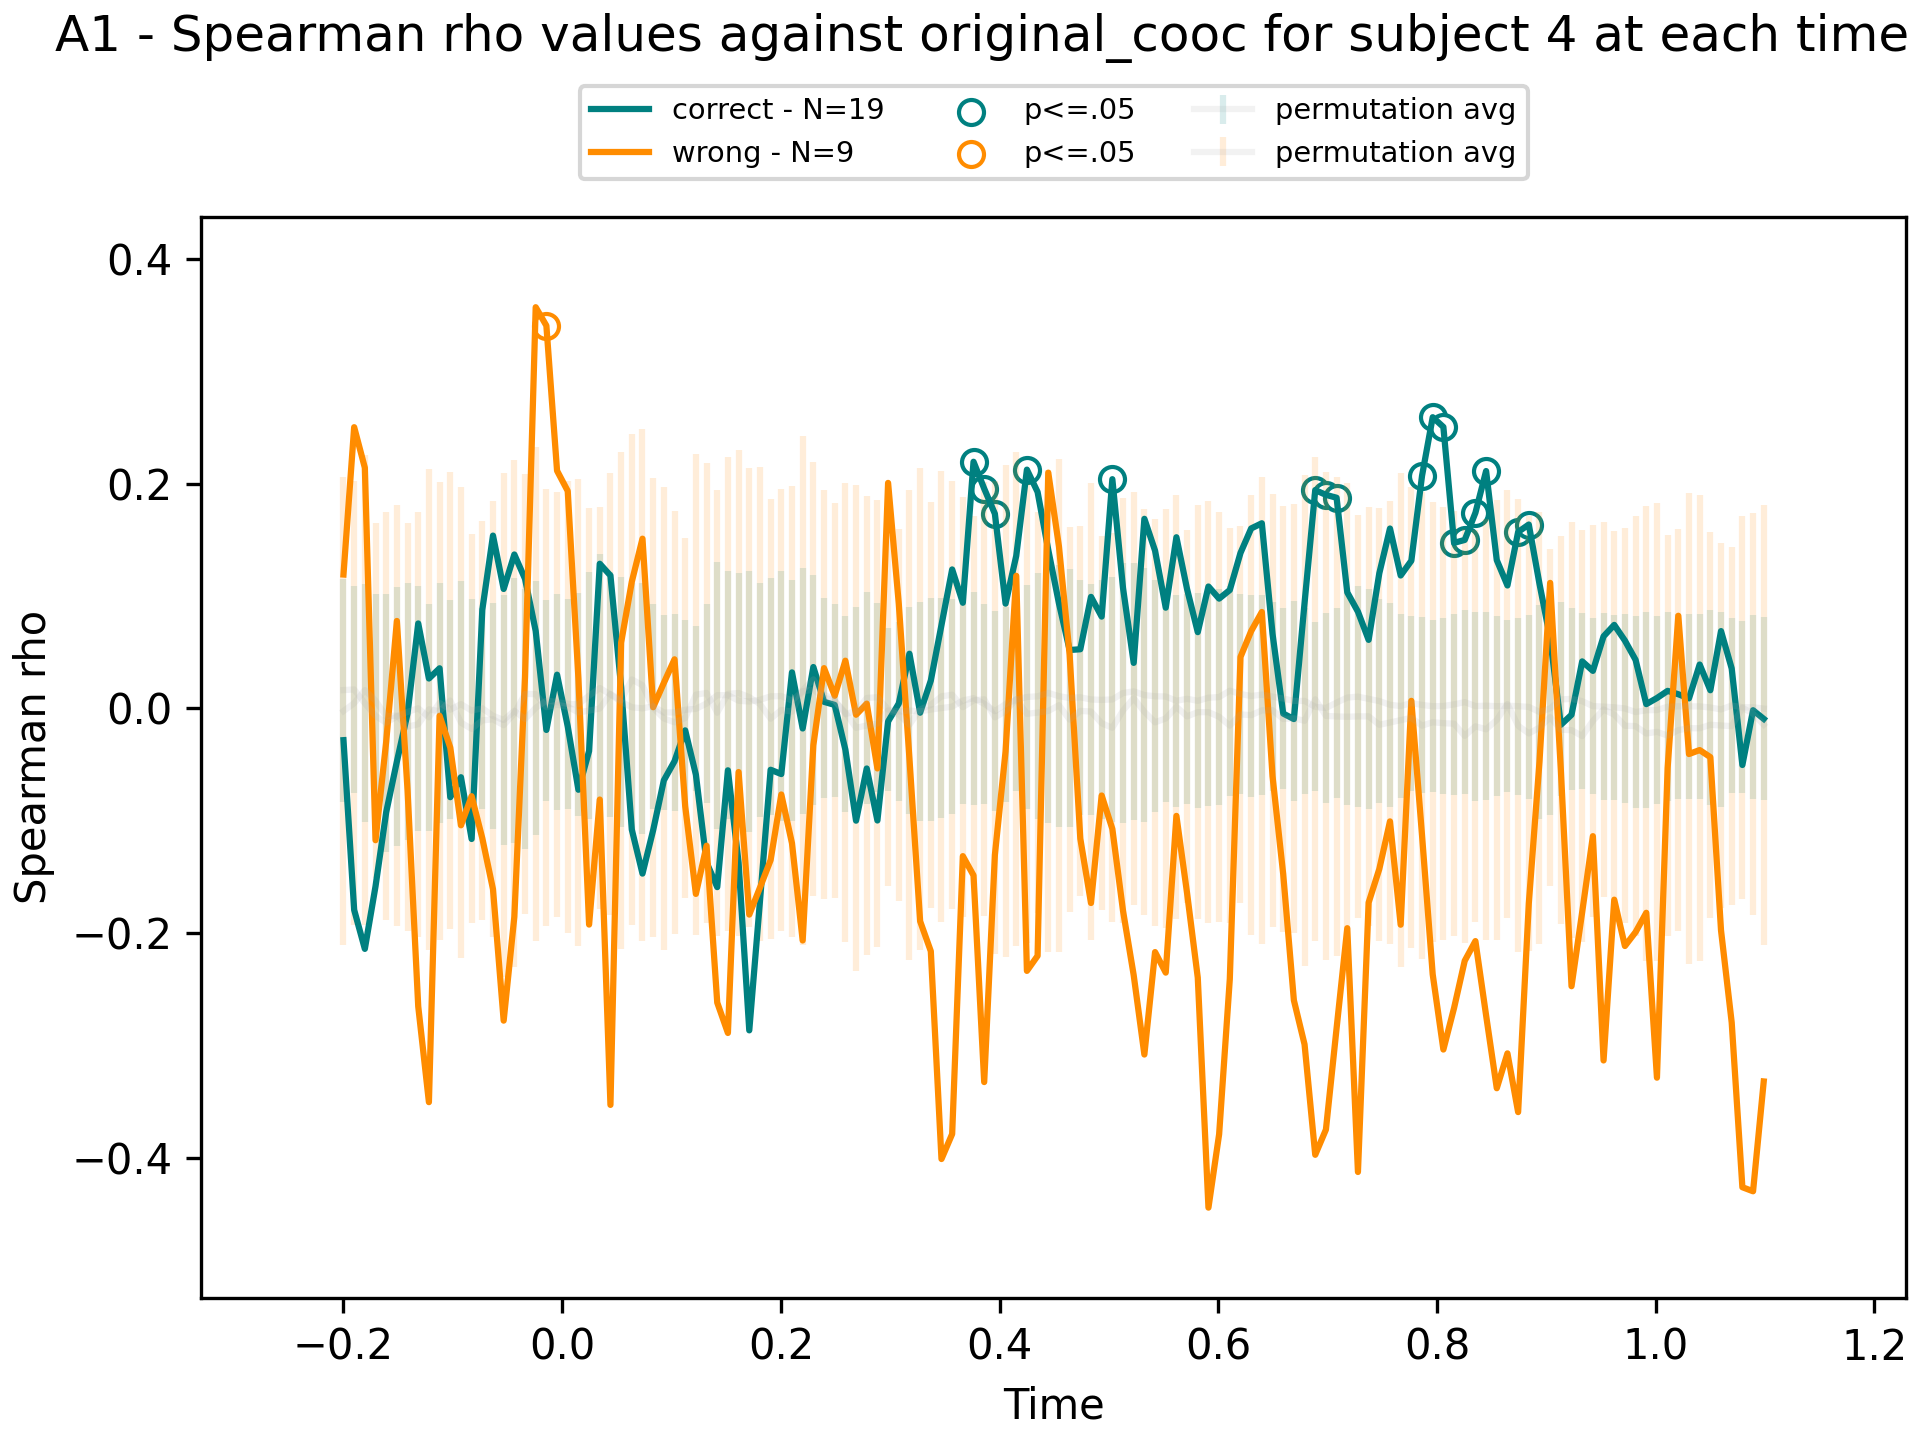 A1 - Spearman rho values against original_cooc for subject 4 at each time
correct - N=19
wrong - N=9
p<=.05
p<=.05
permutation avg
permutation avg
Spearman rho
0.4
0.2
0.0
−0.2
−0.4
−0.2
0.0
0.2
0.4
0.6
0.8
1.0
1.2
Time